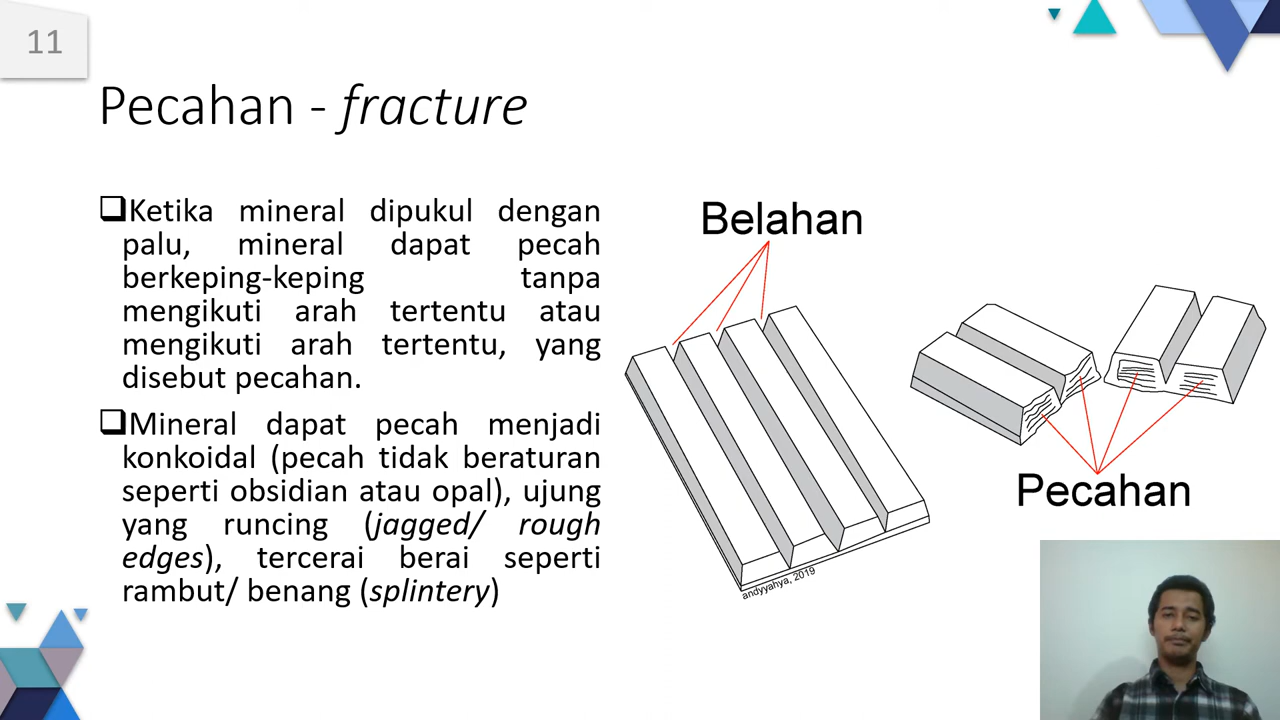 11
Pecahan - fracture
❑Ketika mineral dipukul dengan
palu, mineral dapat pecah
berkeping-keping tanpa
mengikuti arah tertentu atau
mengikuti arah tertentu, yang
disebut pecahan.
❑Mineral dapat pecah menjadi
konkoidal (pecah tidak beraturan
seperti obsidian atau opal), ujung
yang runcing (jagged/ rough
edges), tercerai berai seperti
rambut/ benang (splintery)
Belahan
Pecahan
andyyahya, 2019